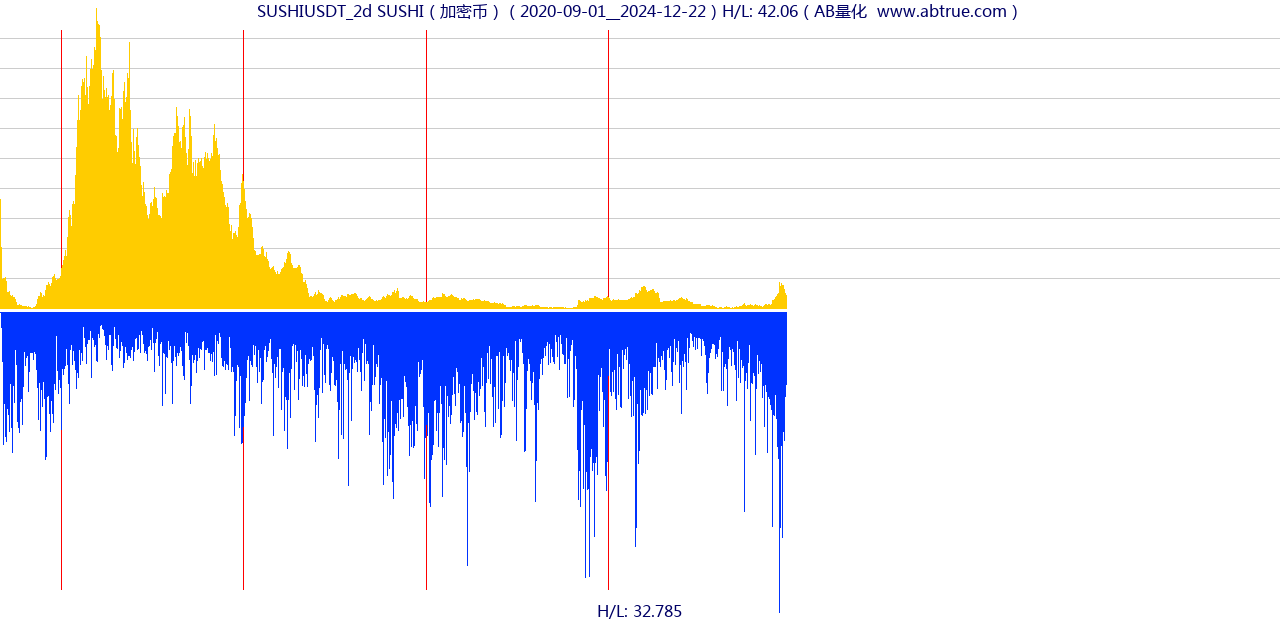 SUSHIUSDT_2d SUSHI ( 加密币 ) ( 2020-09-01__2024-12-22 ) H/L: 42.06 ( AB量化  www.abtrue.com )
H/L: 32.785